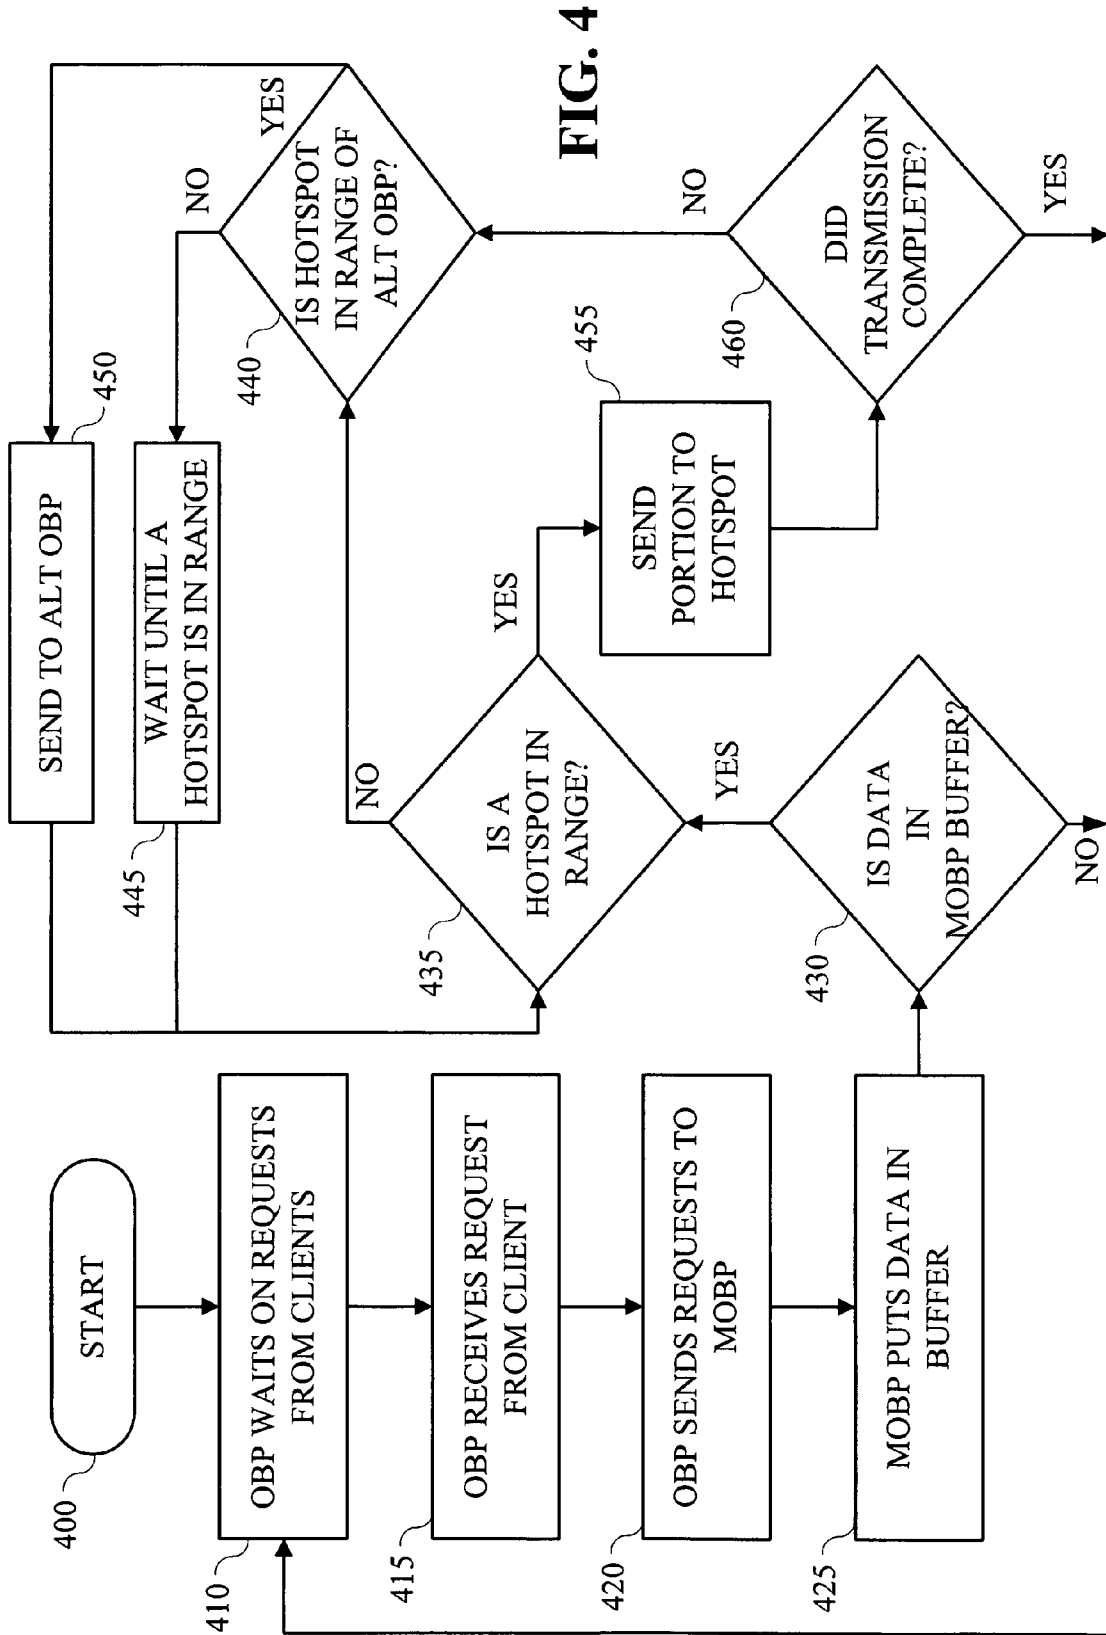 START
400
OBP WAITS ON REQUESTS
FROM CLIENTS
410
OBP RECEIVES REQUEST
FROM CLIENT
415
OBP SENDS REQUESTS TO
MOBP
420
MOBP PUTS DATA IN
BUFFER
425
IS DATA
IN
MOBP BUFFER?
430
YES
NO
IS A
HOTSPOT IN
RANGE?
435
NO
YES
SEND TO ALT OBP
450
WAIT UNTIL A
HOTSPOT IS IN RANGE
445
IS HOTSPOT
IN RANGE OF
ALT OBP?
440
NO
YES
SEND
PORTION TO
HOTSPOT
455
DID
TRANSMISSION
COMPLETE?
460
NO
YES
FIG. 4